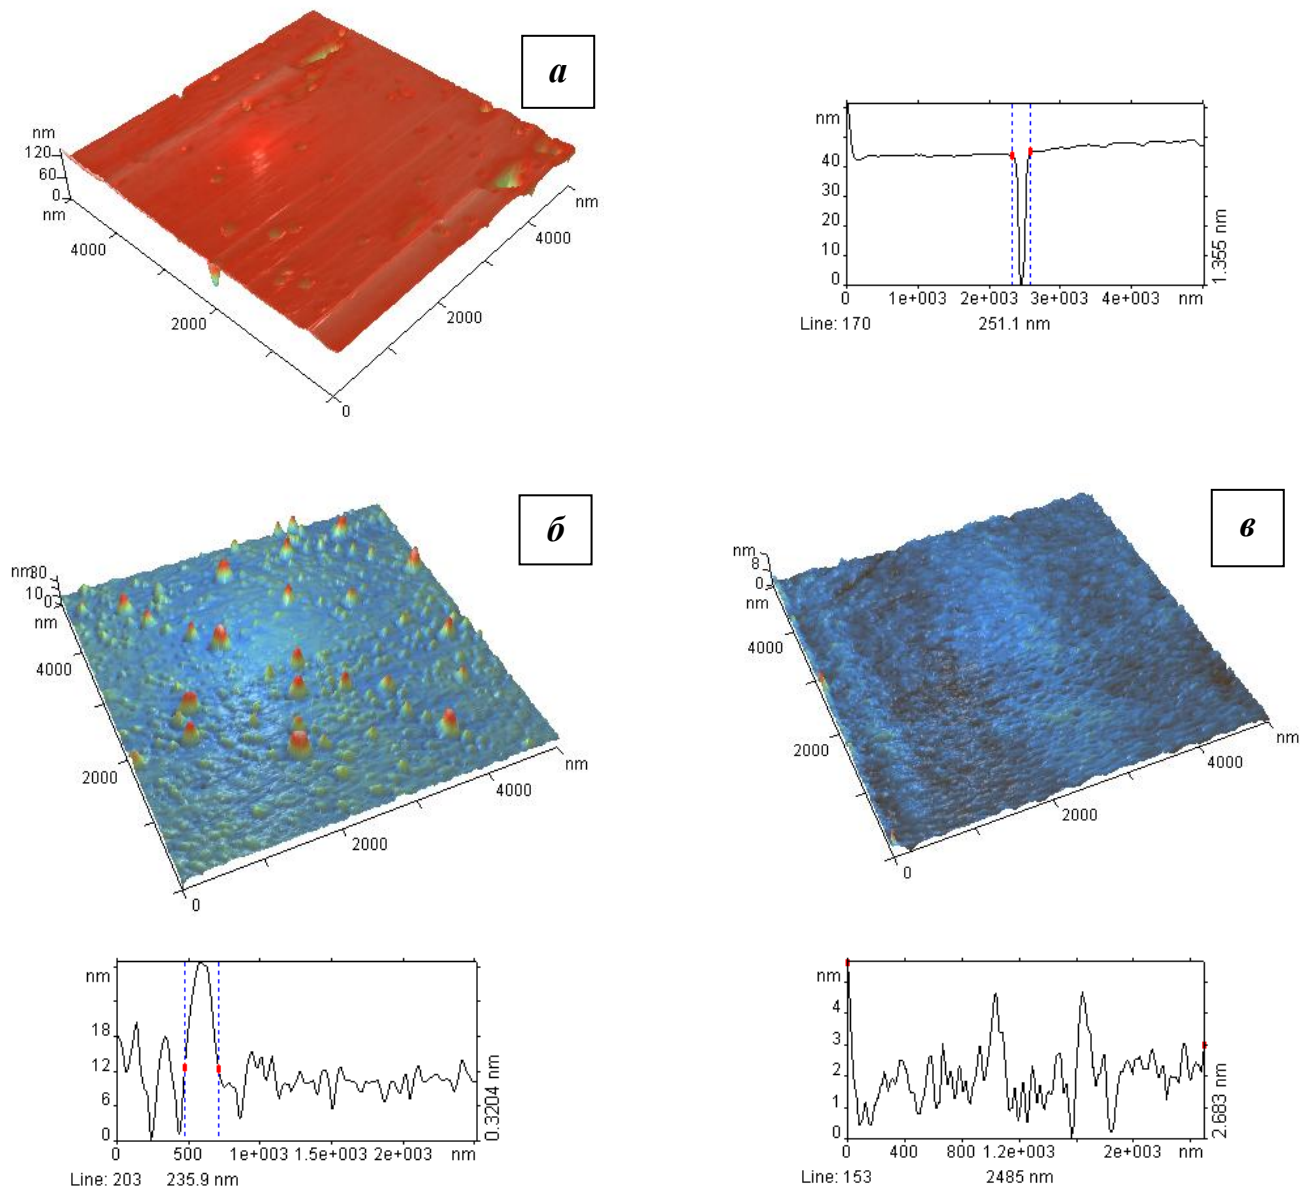 а
nm
120
60
0
nm
4000
2000
0
2000
4000
nm
nm
40
30
20
10
0
0 1e+003 2e+003 3e+003 4e+003 nm
1.355 nm
Line: 170 251.1 nm
б
nm
10
0
nm
4000
2000
0
2000
4000
nm
в
nm
8
0
nm
4000
2000
0
2000
4000
nm
nm
18
12
6
0
0 500 1e+003 1.5e+003 2e+003 nm
0.3204 nm
Line: 203 235.9 nm
nm
4
3
2
1
0
0 400 800 1.2e+003 2e+003 nm
2.683 nm
Line: 153 2485 nm